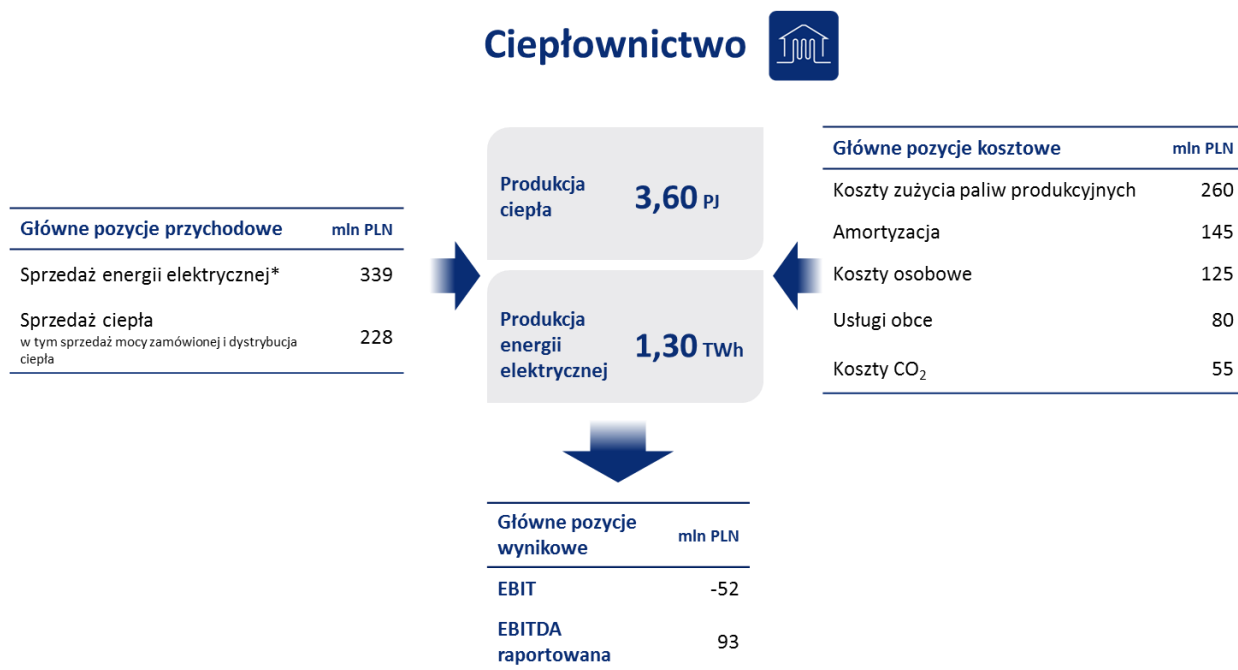 Ciepłownictwo
Główne pozycje przychodowe mln PLN
Sprzedaż energii elektrycznej* 339
Sprzedaż ciepła
w tym sprzedaż mocy zamówionej i dystrybucja
ciepła
228
Produkcja
ciepła
3,60 PJ
Produkcja
energii
elektrycznej
1,30 TWh
Główne pozycje kosztowe mln PLN
Koszty zużycia paliw produkcyjnych 260
Amortyzacja 145
Koszty osobowe 125
Usługi obce 80
Koszty CO₂ 55
Główne pozycje
wynikowe
mln PLN
EBIT -52
EBITDA
raportowana
93